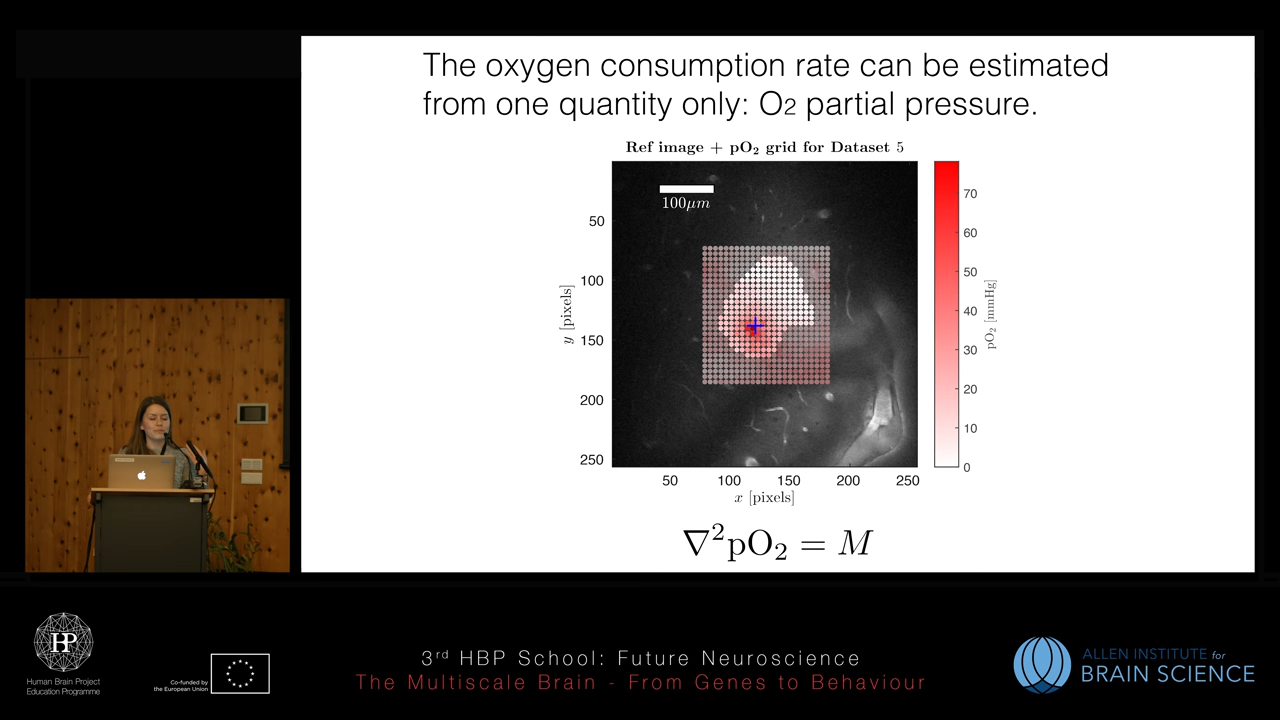 The oxygen consumption rate can be estimated
from one quantity only: O2 partial pressure.
Ref image + pO₂ grid for Dataset 5
100µm
50
100
150
200
250
y [pixels]
50
100
150
200
250
x [pixels]
70
60
50
40
30
20
10
0
pO₂ [mmHg]
∇²pO₂ = M
HP
Human Brain Project
Education Programme
Co-funded by
the European Union
3rd HBP School: Future Neuroscience
The Multiscale Brain - From Genes to Behaviour
ALLEN INSTITUTE for
BRAIN SCIENCE